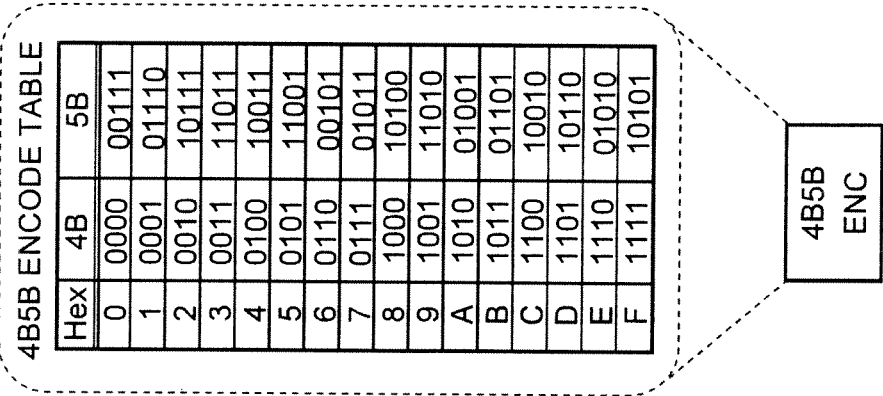 4B5B ENCODE TABLE
Hex 4B 5B
0 0000 00111
1 0001 01110
2 0010 10111
3 0011 11011
4 0100 10011
5 0101 11001
6 0110 00101
7 0111 01011
8 1000 10100
9 1001 11010
A 1010 01001
B 1011 01101
C 1100 10010
D 1101 10110
E 1110 01010
F 1111 10101
4B5B
ENC